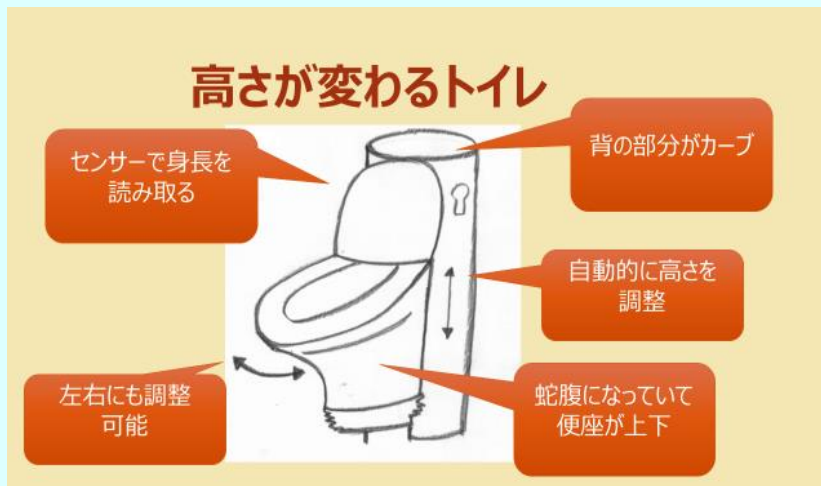 高さが変わるトイレ
センサーで身長を
読み取る
背の部分がカーブ
自動的に高さを
調整
左右にも調整
可能
蛇腹になっていて
便座が上下